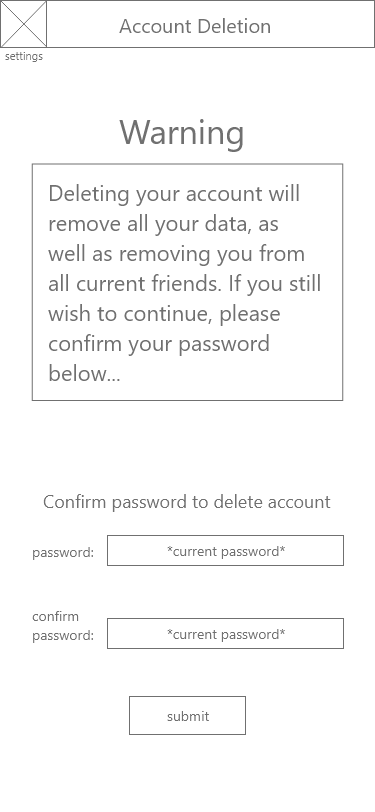 Account Deletion
settings
Warning
Deleting your account will
remove all your data, as
well as removing you from
all current friends. If you still
wish to continue, please
confirm your password
below...
Confirm password to delete account
password:
*current password*
confirm
password:
*current password*
submit